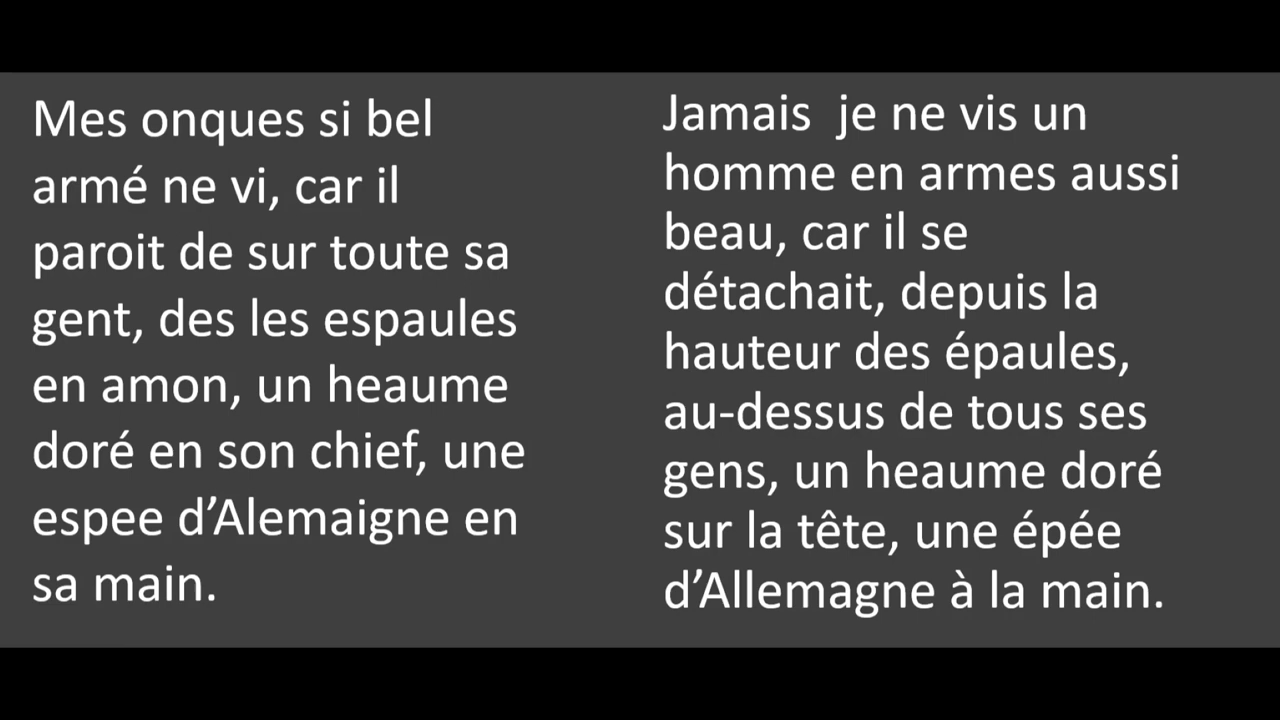 Mes onques si bel
armé ne vi, car il
paroit de sur toute sa
gent, des les espaules
en amon, un heaume
doré en son chief, une
espee d’Alemaigne en
sa main.
Jamais  je ne vis un
homme en armes aussi
beau, car il se
détachait, depuis la
hauteur des épaules,
au-dessus de tous ses
gens, un heaume doré
sur la tête, une épée
d’Allemagne à la main.